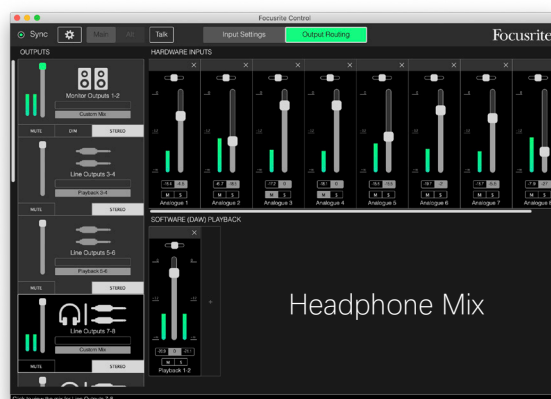 Focusrite Control
Sync
Main
All
Talk
Input Settings
Output Routing
Focusrite
OUTPUTS
HARDWARE INPUTS
Monitor Outputs 1-2
Custom Mix
MUTE
DIM
STEREO
Line Outputs 3-4
Playback 3-4
MUTE
STEREO
Line Outputs 5-6
Playback 5-6
MUTE
STEREO
Line Outputs 7-8
Custom Mix
MUTE
STEREO
M S
M S
M S
M S
M S
M S
M S
Analogue 1
Analogue 2
Analogue 3
Analogue 4
Analogue 5
Analogue 6
Analogue 7
Analogue 8
SOFTWARE (DAW) PLAYBACK
M S
Playback 1-2
Headphone Mix